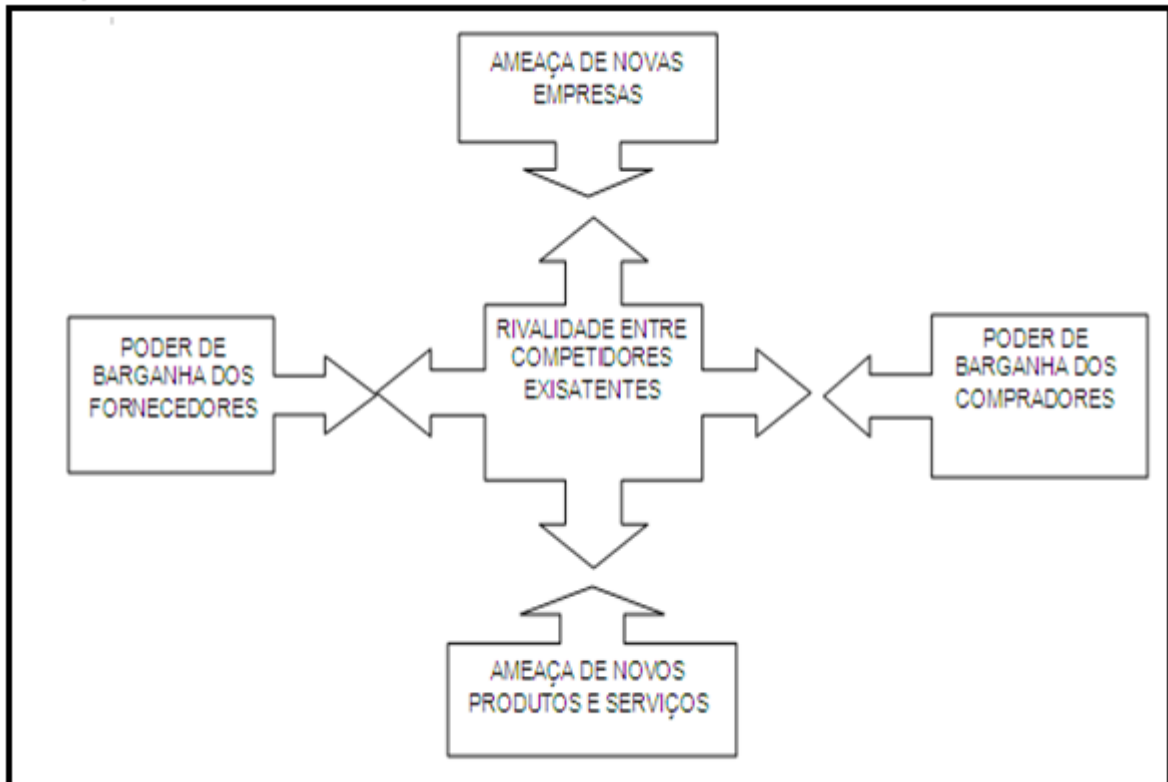 AMEAÇA DE NOVAS
EMPRESAS
RIVALIDADE ENTRE
COMPETIDORES
EXISATENTES
PODER DE
BARGANHA DOS
FORNECEDORES
PODER DE
BARGANHA DOS
COMPRADORES
AMEAÇA DE NOVOS
PRODUTOS E SERVIÇOS